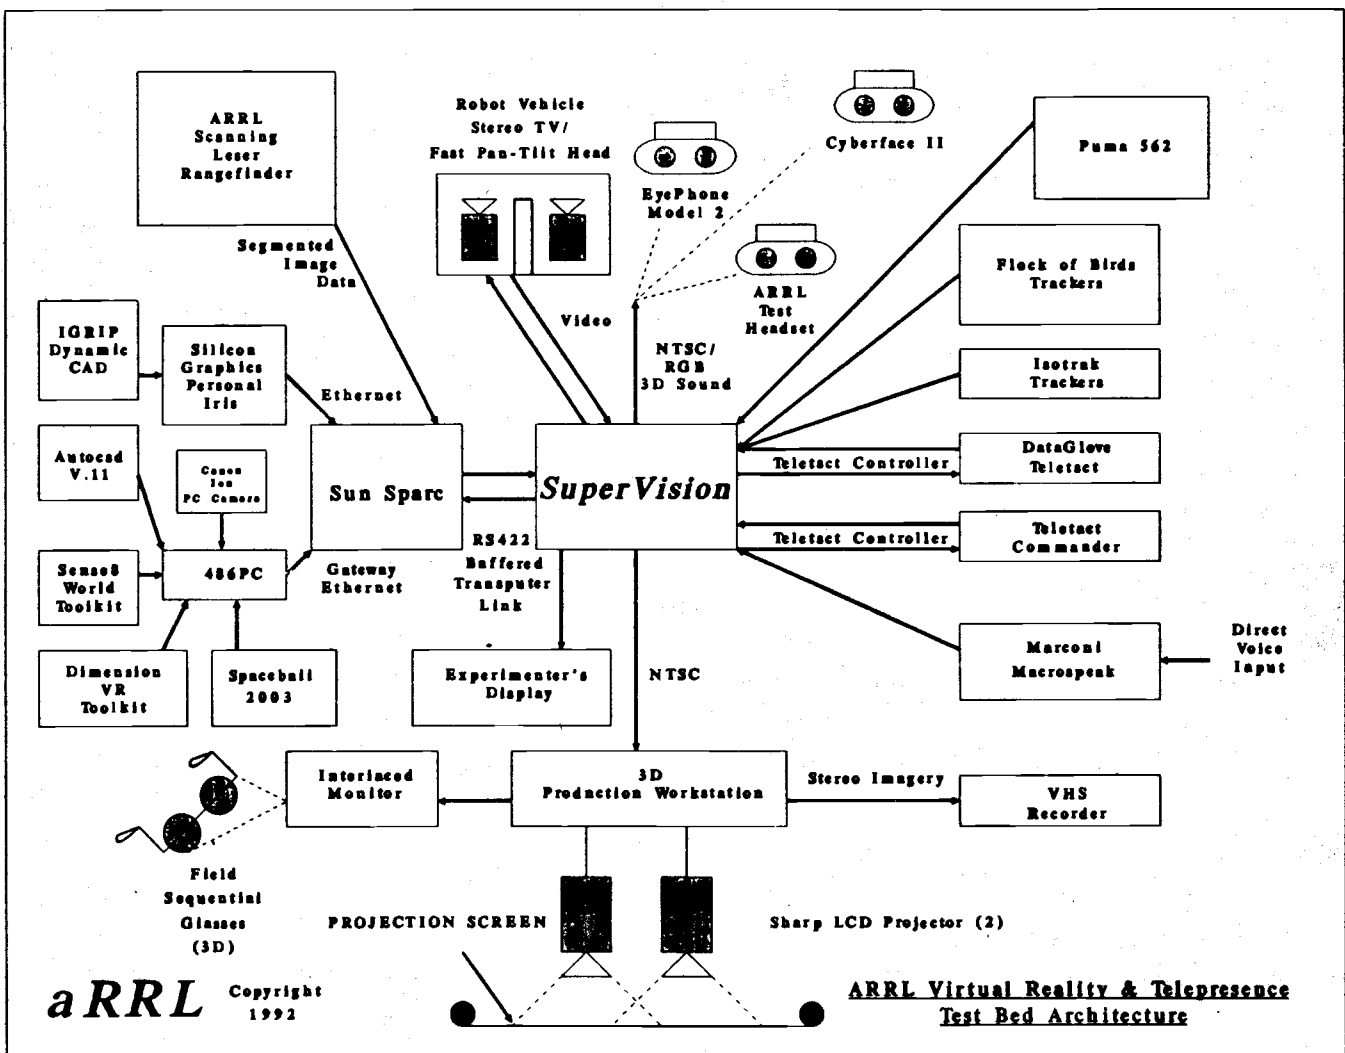 ARRL
Scanning
Leser
Rangefinder
Robot Vehicle
Stereo TV/
Fast Pan-Tilt Head
EyePhone
Model 2
Cyberface II
Puma 562
Segmented
Image
Data
Video
ARRL
Test
Headset
NTSC/
RGB
3D Sound
Flock of Birds
Trackers
IGRIP
Dynamic
CAD
Silicon
Graphics
Personal
Iris
Ethernet
Isotrak
Trackers
Autocad
V.11
Canon
Ion
PC Camera
Sun Sparc
SuperVision
Teletact Controller
DataGlove
Teletact
Sense8
World
Toolkit
486PC
Gateway
Ethernet
RS422
Buffered
Transputer
Link
Teletact Controller
Teletact
Commander
Dimension
VR
Toolkit
Spaceball
2003
Experimenter's
Display
NTSC
Marconi
Macrospeak
Direct
Voice
Input
Interlaced
Monitor
3D
Production Workstation
Stereo Imagery
VHS
Recorder
Field
Sequential
Glasses
(3D)
PROJECTION SCREEN
Sharp LCD Projector (2)
aRRL
Copyright
1992
ARRL Virtual Reality & Telepresence
Test Bed Architecture